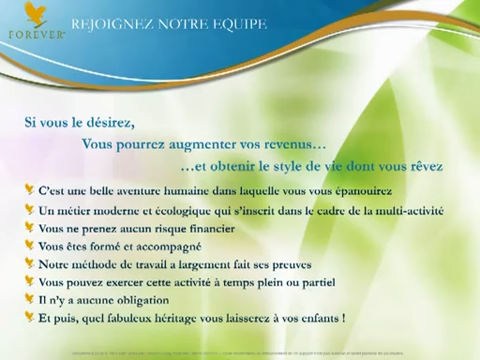 FOREVER
REJOIGNEZ NOTRE EQUIPE
Si vous le désirez,
Vous pourrez augmenter vos revenus…
…et obtenir le style de vie dont vous rêvez
C'est une belle aventure humaine dans laquelle vous vous épanouirez
Un métier moderne et écologique qui s'inscrit dans le cadre de la multi-activité
Vous ne prenez aucun risque financier
Vous êtes formé et accompagné
Notre méthode de travail a largement fait ses preuves
Vous pouvez exercer cette activité à temps plein ou partiel
Il n'y a aucune obligation
Et puis, quel fabuleux héritage vous laisserez à vos enfants !